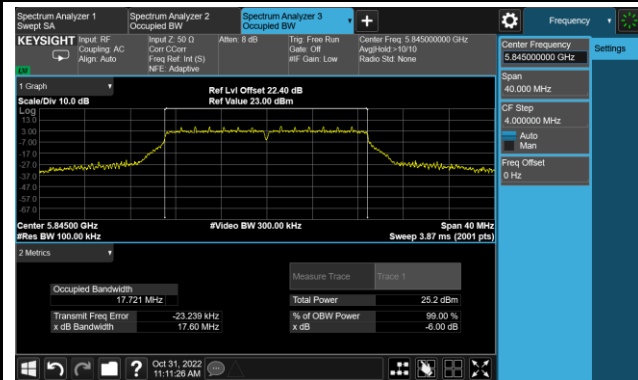 Spectrum Analyzer 1
Swept SA
Spectrum Analyzer 2
Occupied BW
Spectrum Analyzer 3
Occupied BW
Frequency
KEYSIGHT
Input: RF
Coupling: AC
Align: Auto
Input Z: 50 Ω
Corr CCorr
Freq Ref: Int (S)
NFE: Adaptive
Atten: 8 dB
Trig: Free Run
Gate: Off
#IF Gain: Low
Center Freq: 5.845000000 GHz
Avg|Hold:>10/10
Radio Std: None
Center Frequency
5.845000000 GHz
Settings
Span
40.000 MHz
CF Step
4.000000 MHz
Auto
Man
Freq Offset
0 Hz
1 Graph
Scale/Div 10.0 dB
Ref Lvl Offset 22.40 dB
Ref Value 23.00 dBm
Log
13.0
3.00
-7.00
-17.0
-27.0
-37.0
-47.0
-57.0
-67.0
Center 5.84500 GHz
#Res BW 100.00 kHz
#Video BW 300.00 kHz
Span 40 MHz
Sweep 3.87 ms (2001 pts)
2 Metrics
Measure Trace
Trace 1
Occupied Bandwidth
17.721 MHz
Total Power
25.2 dBm
Transmit Freq Error
-23.239 kHz
% of OBW Power
99.00 %
x dB Bandwidth
17.60 MHz
x dB
-6.00 dB
Oct 31, 2022
11:11:26 AM